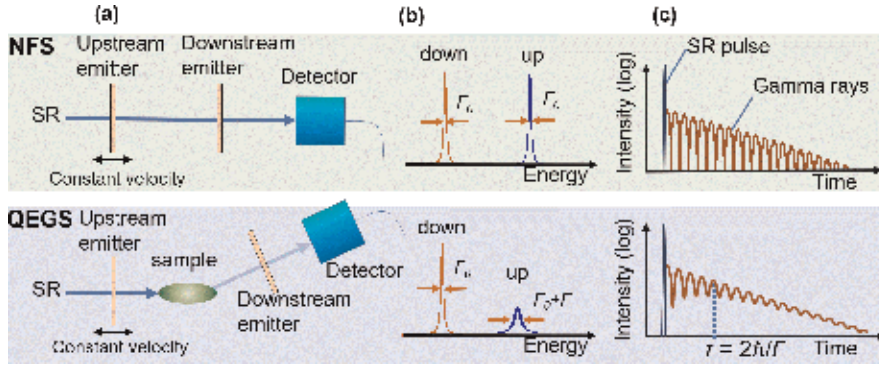 (a)
(b)
(c)
NFS
Upstream
emitter
Downstream
emitter
Detector
SR
Constant velocity
down
up
Γ₀
Γ₀
Energy
Intensity (log)
SR pulse
Gamma rays
Time
QEGS
Upstream
emitter
sample
SR
Detector
Downstream
emitter
Constant velocity
down
up
Γ₀
Γ₀+Γ
Energy
Intensity (log)
τ = 2ħ/Γ
Time